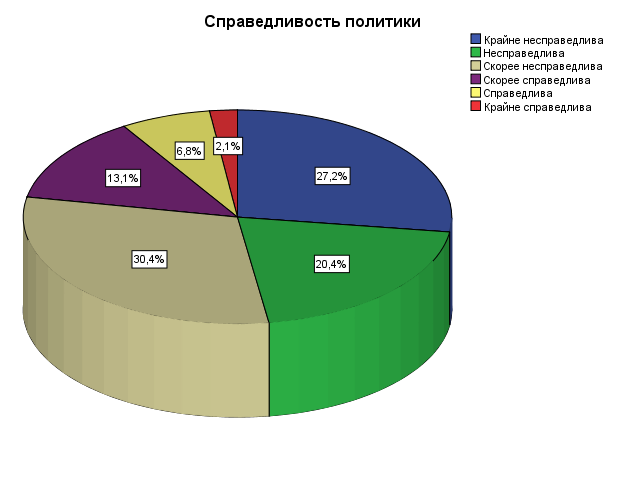 Справедливость политики
Крайне несправедлива
Несправедлива
Скорее несправедлива
Скорее справедлива
Справедлива
Крайне справедлива
2,1%
6,8%
27,2%
13,1%
30,4%
20,4%